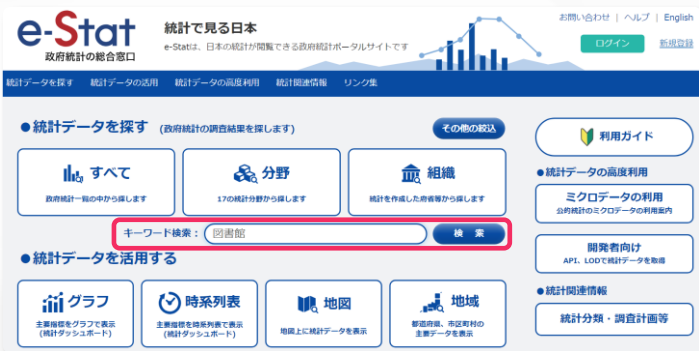 e-Stat
政府統計の総合窓口
統計で見る日本
e-Statは、日本の統計が閲覧できる政府統計ポータルサイトです
お問い合わせ | ヘルプ | English
ログイン
新規登録
統計データを探す 統計データの活用 統計データの高度利用 統計関連情報 リンク集
●統計データを探す (政府統計の調査結果を探します)
その他の絞込
すべて
政府統計一覧の中から探します
分野
17の統計分野から探します
組織
統計を作成した府省等から探します
キーワード検索: 図書館
検 索
●統計データを活用する
グラフ
主要指標をグラフで表示
(統計ダッシュボード)
時系列表
主要指標を時系列表で表示
(統計ダッシュボード)
地図
地図上に統計データを表示
地域
都道府県、市区町村の
主要データを表示
利用ガイド
●統計データの高度利用
ミクロデータの利用
公的統計のミクロデータの利用案内
開発者向け
API、LODで統計データを取得
●統計関連情報
統計分類・調査計画等